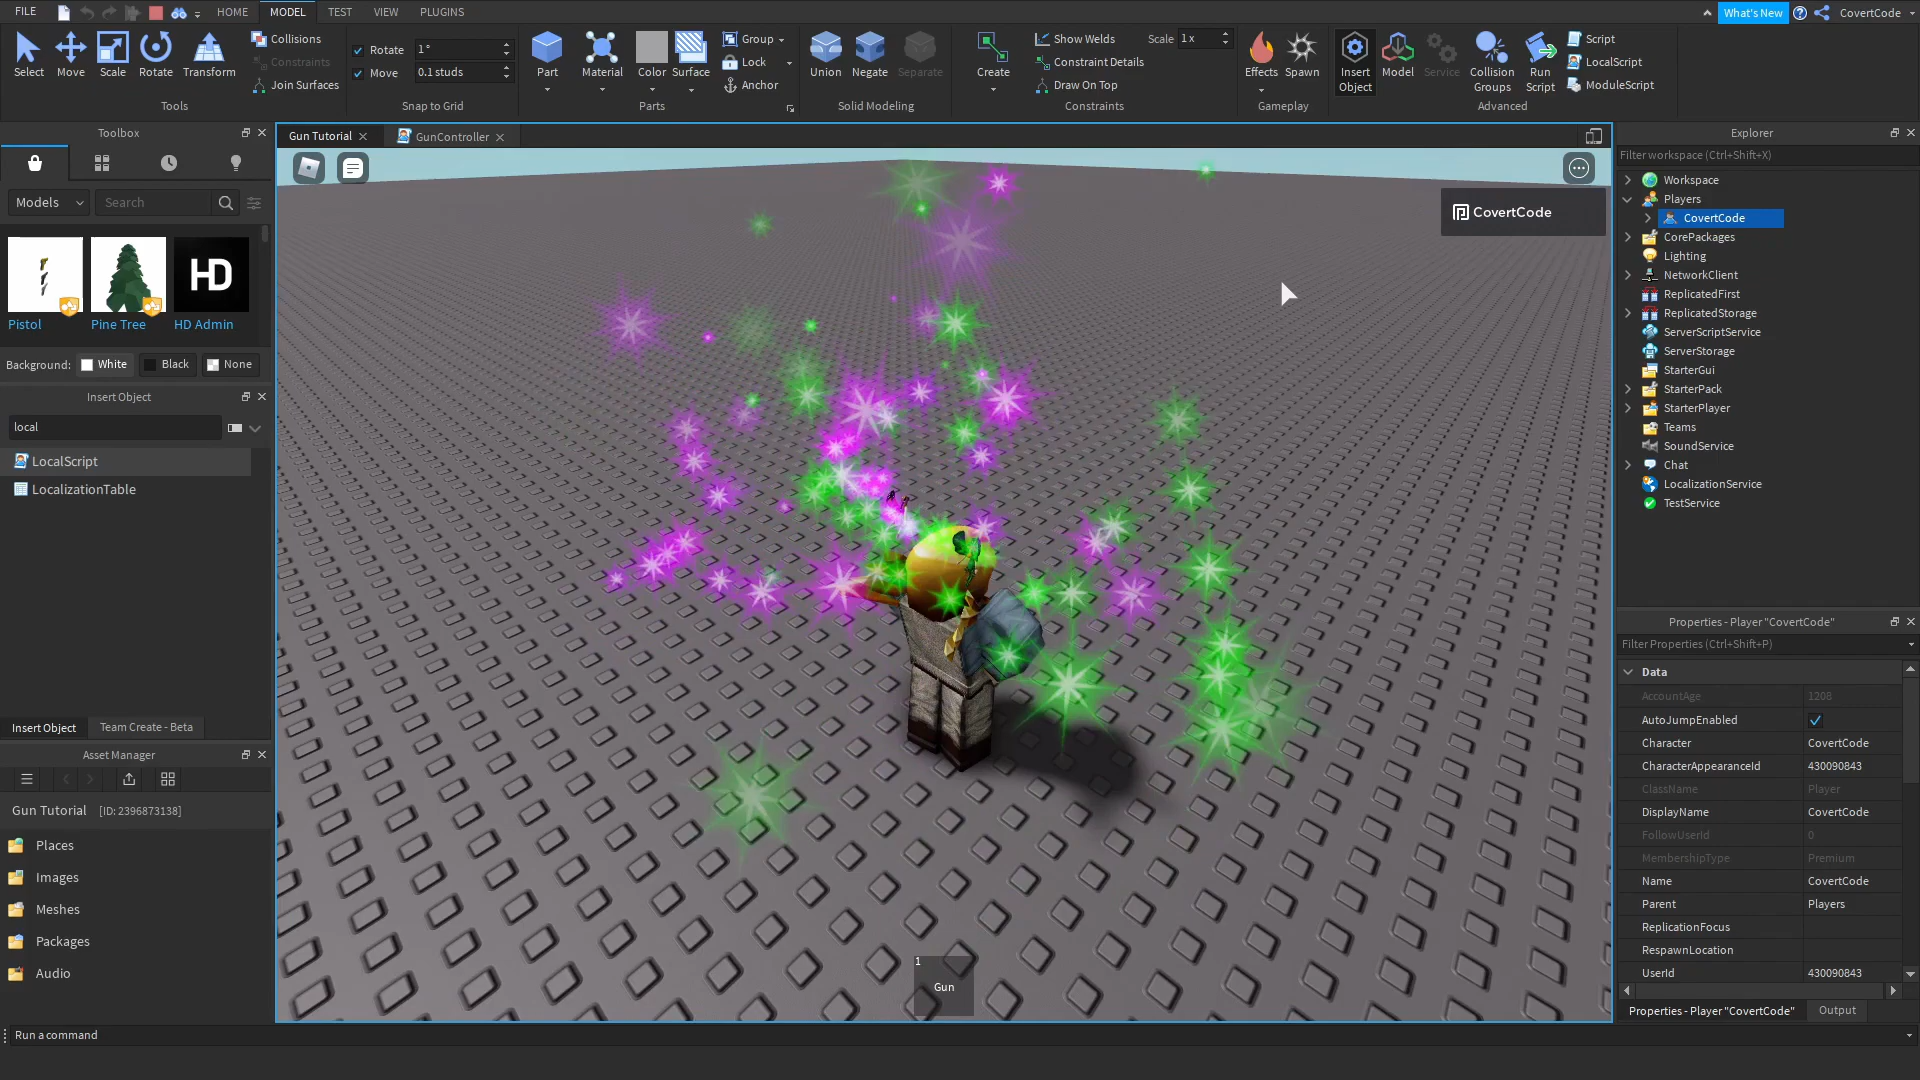 FILE HOME MODEL TEST VIEW PLUGINS What's New CovertCode
Select Move Scale Rotate Transform
Tools
Collisions
Constraints
Join Surfaces
Rotate 1°
Move 0.1 studs
Snap to Grid
Part Material Color Surface
Group
Lock
Anchor
Parts
Union Negate Separate
Solid Modeling
Create
Show Welds Scale 1 x
Constraint Details
Draw On Top
Constraints
Effects Spawn
Gameplay
Insert Object
Model
Service
Collision Groups
Run Script
Script
LocalScript
ModuleScript
Advanced
Toolbox
Models Search
HD
Pistol Pine Tree HD Admin
Background: White Black None
Insert Object
local
LocalScript
LocalizationTable
Insert Object Team Create - Beta
Asset Manager
Gun Tutorial [ID: 2396873138]
Places
Images
Meshes
Packages
Audio
Run a command
Gun Tutorial GunController
CovertCode
1
Gun
Explorer
Filter workspace (Ctrl+Shift+X)
Workspace
Players
CovertCode
CorePackages
Lighting
NetworkClient
ReplicatedFirst
ReplicatedStorage
ServerScriptService
ServerStorage
StarterGui
StarterPack
StarterPlayer
Teams
SoundService
Chat
LocalizationService
TestService
Properties - Player "CovertCode"
Filter Properties (Ctrl+Shift+P)
Data
AccountAge 1208
AutoJumpEnabled
Character CovertCode
CharacterAppearanceId 430090843
ClassName Player
DisplayName CovertCode
FollowUserId 0
MembershipType Premium
Name CovertCode
Parent Players
ReplicationFocus
RespawnLocation
UserId 430090843
Properties - Player "CovertCode" Output